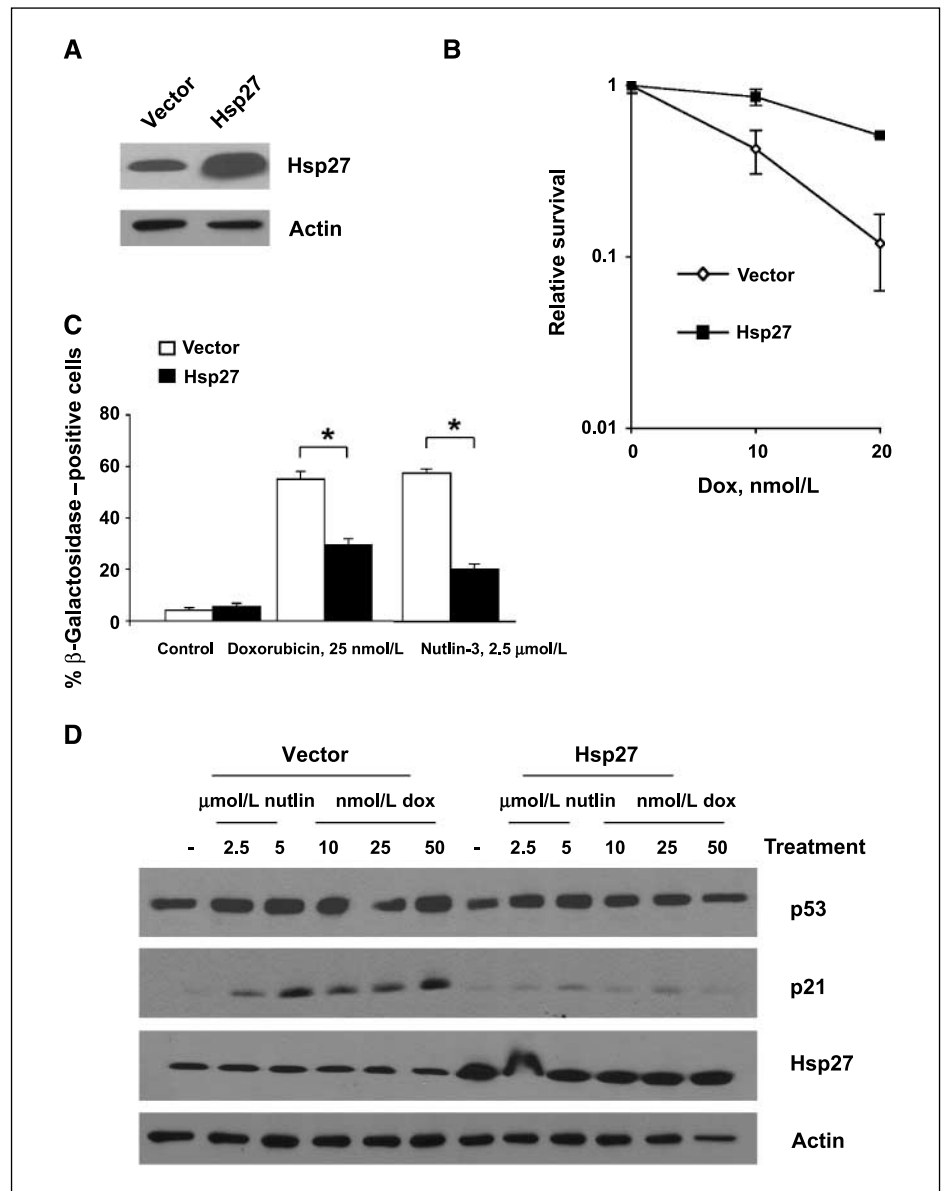 A
Vector Hsp27
Hsp27
Actin
B
Relative survival
1
0.1
0.01
0 10 20
Dox, nmol/L
Vector
Hsp27
C
Vector
Hsp27
% β-Galactosidase–positive cells
80
60
40
20
0
* *
Control Doxorubicin, 25 nmol/L Nutlin-3, 2.5 μmol/L
D
Vector Hsp27
μmol/L nutlin nmol/L dox μmol/L nutlin nmol/L dox
- 2.5 5 10 25 50 - 2.5 5 10 25 50 Treatment
p53
p21
Hsp27
Actin